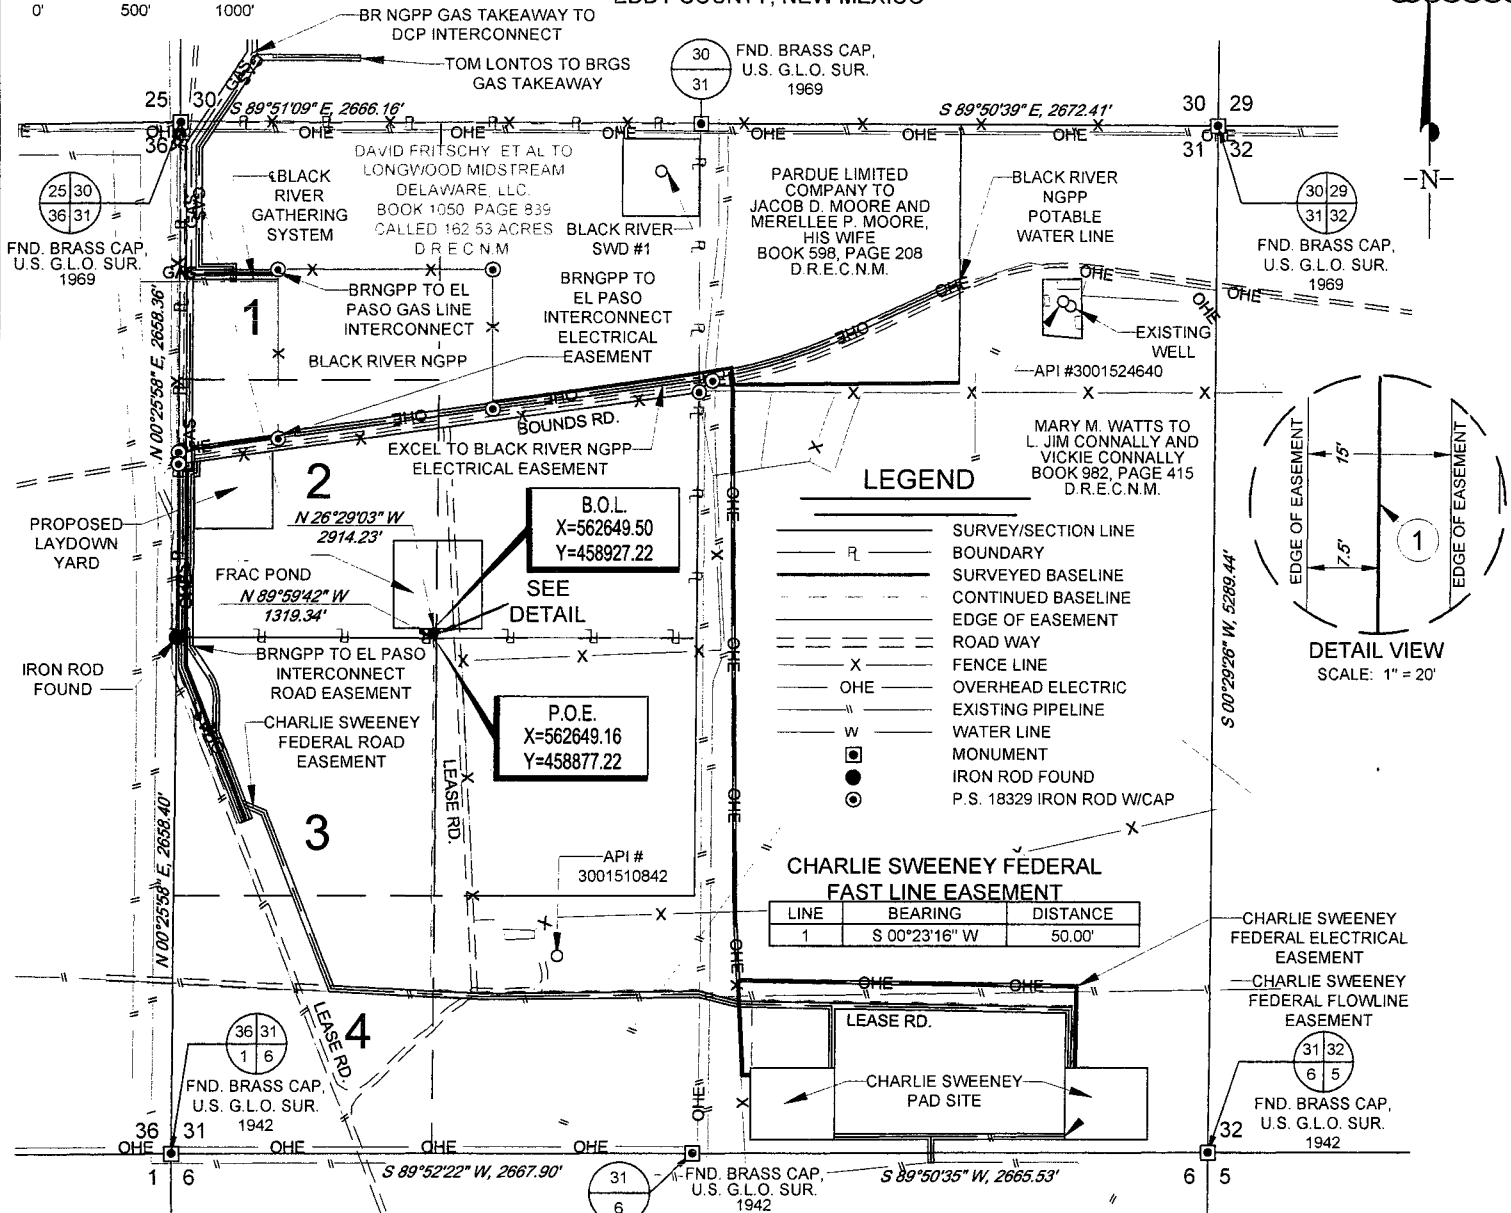 0' 500' 1000'
EDDY COUNTY, NEW MEXICO
BR NGPP GAS TAKEAWAY TO
DCP INTERCONNECT
TOM LONTOS TO BRGS
GAS TAKEAWAY
30
31
FND. BRASS CAP,
U.S. G.L.O. SUR.
1969
25 30
36
S 89°51'09" E, 2666.16'
S 89°50'39" E, 2672.41'
30 29
31 32
-N-
25 30
36 31
FND. BRASS CAP,
U.S. G.L.O. SUR.
1969
BLACK
RIVER
GATHERING
SYSTEM
DAVID FRITSCHY ET AL TO
LONGWOOD MIDSTREAM
DELAWARE, LLC.
BOOK 1050 PAGE 839
CALLED 162.53 ACRES
D.R.E.C.N.M
BLACK RIVER
SWD #1
PARDUE LIMITED
COMPANY TO
JACOB D. MOORE AND
MERELLEE P. MOORE,
HIS WIFE
BOOK 598, PAGE 208
D.R.E.C.N.M.
BLACK RIVER
NGPP
POTABLE
WATER LINE
30 29
31 32
FND. BRASS CAP,
U.S. G.L.O. SUR.
1969
1
BRNGPP TO EL
PASO GAS LINE
INTERCONNECT
BRNGPP TO
EL PASO
INTERCONNECT
ELECTRICAL
EASEMENT
BLACK RIVER NGPP
EXISTING
WELL
API #3001524640
N 00°25'58" E, 2658.36'
BOUNDS RD.
EXCEL TO BLACK RIVER NGPP
ELECTRICAL EASEMENT
MARY M. WATTS TO
L. JIM CONNALLY AND
VICKIE CONNALLY
BOOK 982, PAGE 415
D.R.E.C.N.M.
2
PROPOSED
LAYDOWN
YARD
N 26°29'03" W
2914.23'
B.O.L.
X=562649.50
Y=458927.22
FRAC POND
N 89°59'42" W
1319.34'
SEE
DETAIL
IRON ROD
FOUND
BRNGPP TO EL PASO
INTERCONNECT
ROAD EASEMENT
CHARLIE SWEENEY
FEDERAL ROAD
EASEMENT
P.O.E.
X=562649.16
Y=458877.22
LEASE RD.
LEGEND
SURVEY/SECTION LINE
PL BOUNDARY
SURVEYED BASELINE
CONTINUED BASELINE
EDGE OF EASEMENT
ROAD WAY
X FENCE LINE
OHE OVERHEAD ELECTRIC
EXISTING PIPELINE
W WATER LINE
MONUMENT
IRON ROD FOUND
P.S. 18329 IRON ROD W/CAP
EDGE OF EASEMENT
15'
7.5'
1
EDGE OF EASEMENT
DETAIL VIEW
SCALE: 1" = 20'
S 00°29'26" W, 5289.44'
N 00°25'58" E, 2658.40'
3
API #
3001510842
CHARLIE SWEENEY FEDERAL
FAST LINE EASEMENT
LINE BEARING DISTANCE
1 S 00°23'16" W 50.00'
CHARLIE SWEENEY
FEDERAL ELECTRICAL
EASEMENT
CHARLIE SWEENEY
FEDERAL FLOWLINE
EASEMENT
LEASE RD.
4
LEASE RD.
36 31
1 6
FND. BRASS CAP,
U.S. G.L.O. SUR.
1942
CHARLIE SWEENEY
PAD SITE
31 32
6 5
FND. BRASS CAP,
U.S. G.L.O. SUR.
1942
36 31
1 6
S 89°52'22" W, 2667.90'
31
6
FND. BRASS CAP,
U.S. G.L.O. SUR.
1942
S 89°50'35" W, 2665.53'
32
6 5